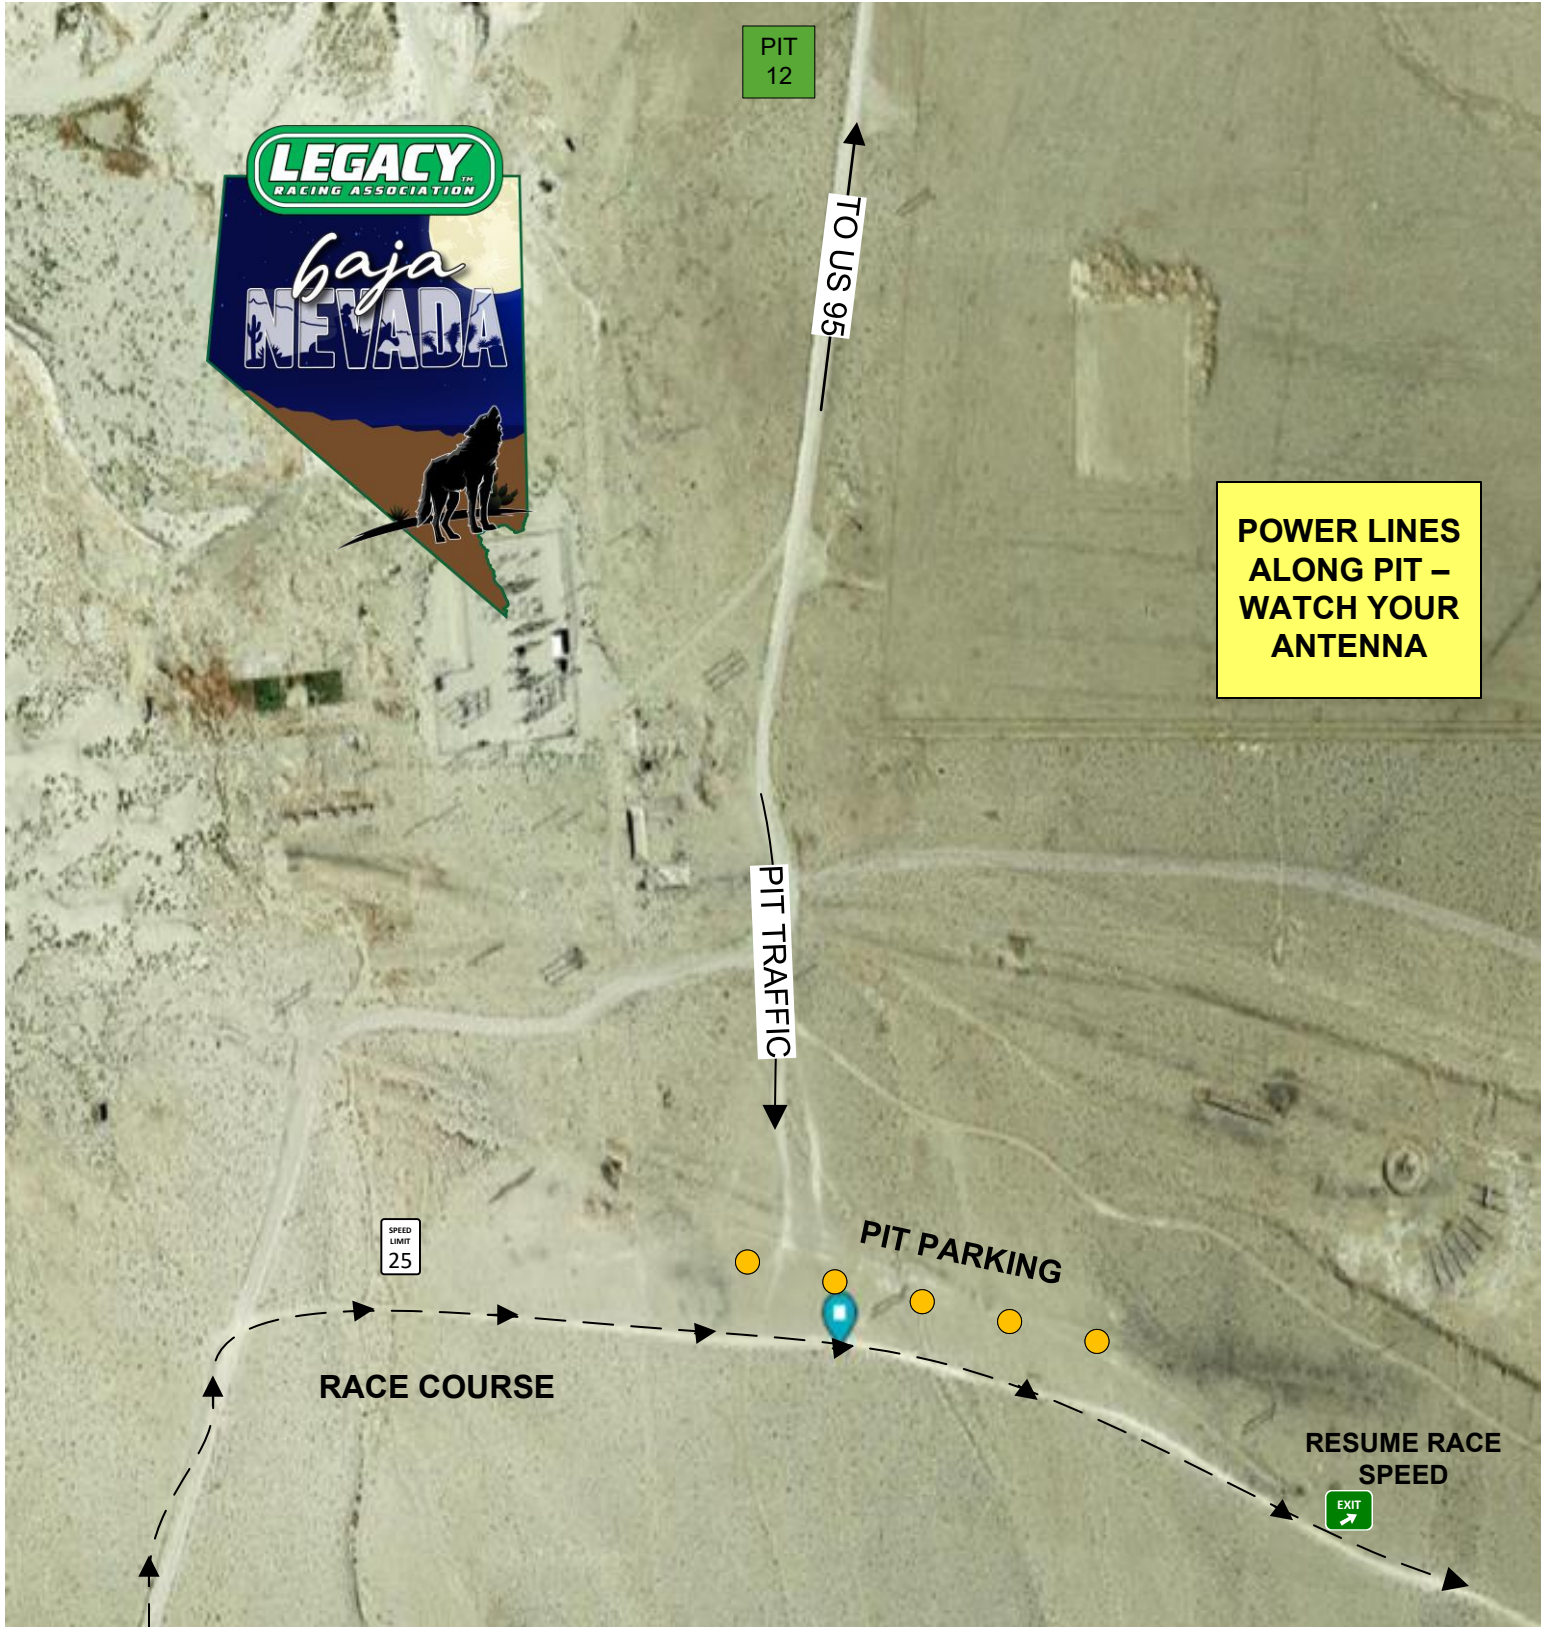 PIT
12
LEGACY
TM
RACING ASSOCIATION
baja
NEVADA
TO US 95
POWER LINES
ALONG PIT –
WATCH YOUR
ANTENNA
PIT TRAFFIC
SPEED
LIMIT
25
PIT PARKING
RACE COURSE
RESUME RACE
SPEED
EXIT